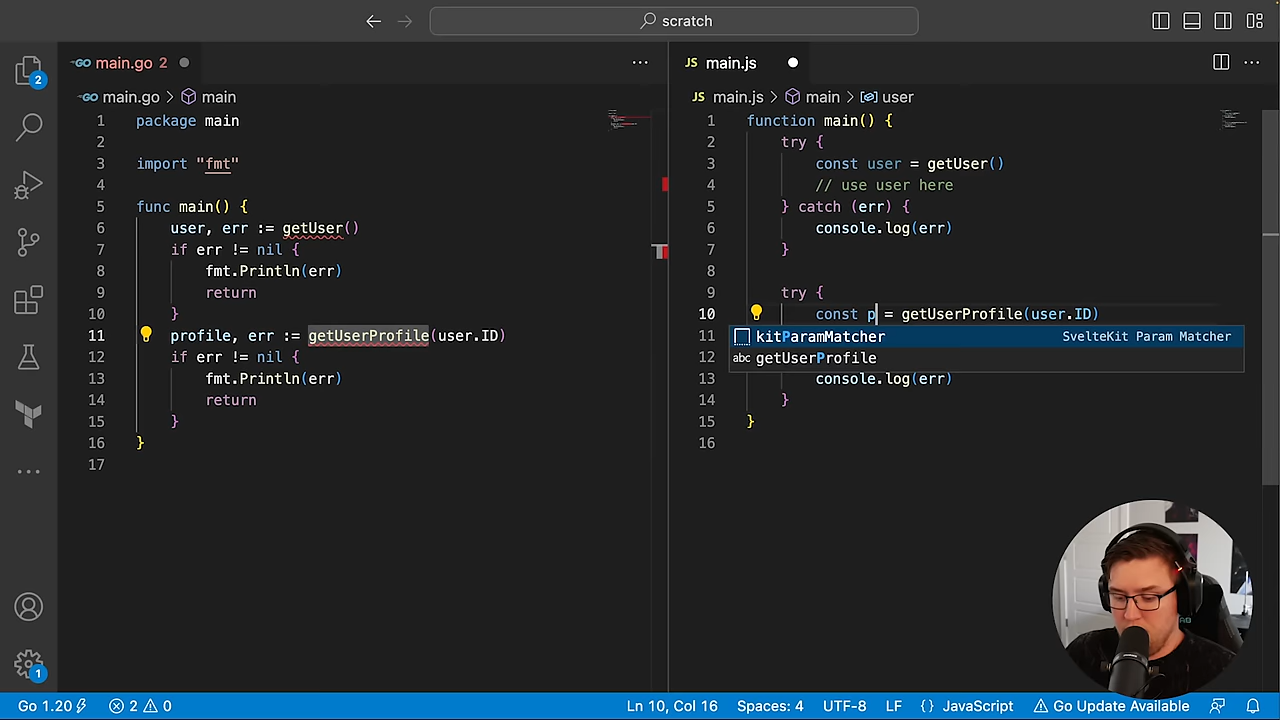 scratch
main.go 2
main.go > main
1 package main
2
3 import "fmt"
4
5 func main() {
6 user, err := getUser()
7 if err != nil {
8 fmt.Println(err)
9 return
10 }
11 profile, err := getUserProfile(user.ID)
12 if err != nil {
13 fmt.Println(err)
14 return
15 }
16 }
17
JS main.js
JS main.js > main > user
1 function main() {
2 try {
3 const user = getUser()
4 // use user here
5 } catch (err) {
6 console.log(err)
7 }
8
9 try {
10 const p = getUserProfile(user.ID)
11
kitParamMatcher SvelteKit Param Matcher
12
abc getUserProfile
13 console.log(err)
14 }
15 }
16
2
1
Go 1.20 2 0 Ln 10, Col 16 Spaces: 4 UTF-8 LF {} JavaScript Go Update Available